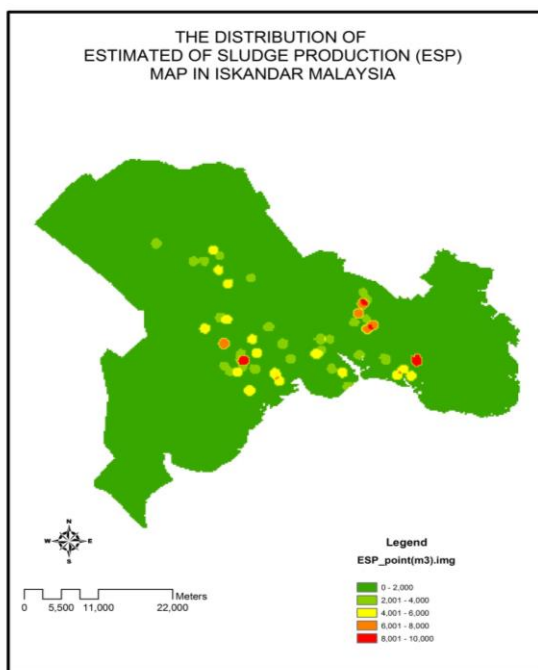 THE DISTRIBUTION OF
ESTIMATED OF SLUDGE PRODUCTION (ESP)
MAP IN ISKANDAR MALAYSIA
N
W E
S
Meters
0 5,500 11,000 22,000
Legend
ESP_point(m3).img
0 - 2,000
2,001 - 4,000
4,001 - 6,000
6,001 - 8,000
8,001 - 10,000